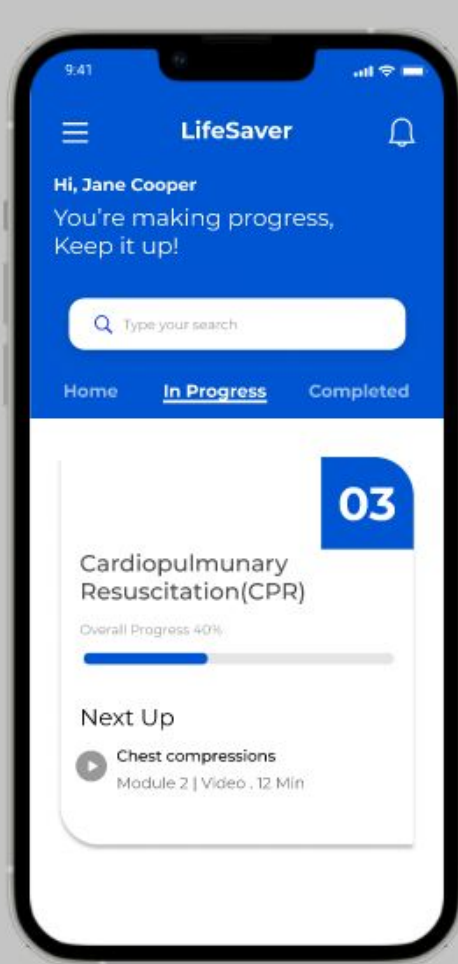 9:41
LifeSaver
Hi, Jane Cooper
You're making progress,
Keep it up!
Type your search
Home In Progress Completed
03
Cardiopulmunary
Resuscitation(CPR)
Overall Progress 40%
Next Up
Chest compressions
Module 2 | Video . 12 Min